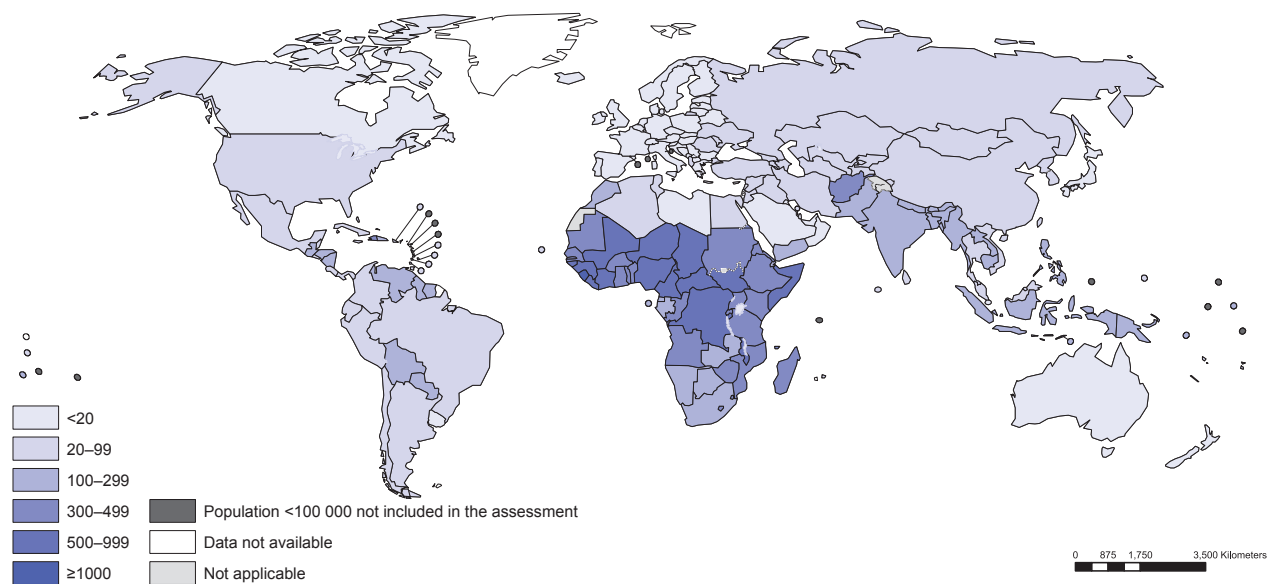 <20
20–99
100–299
300–499
500–999
≥1000
Population <100 000 not included in the assessment
Data not available
Not applicable
0 875 1,750 3,500 Kilometers